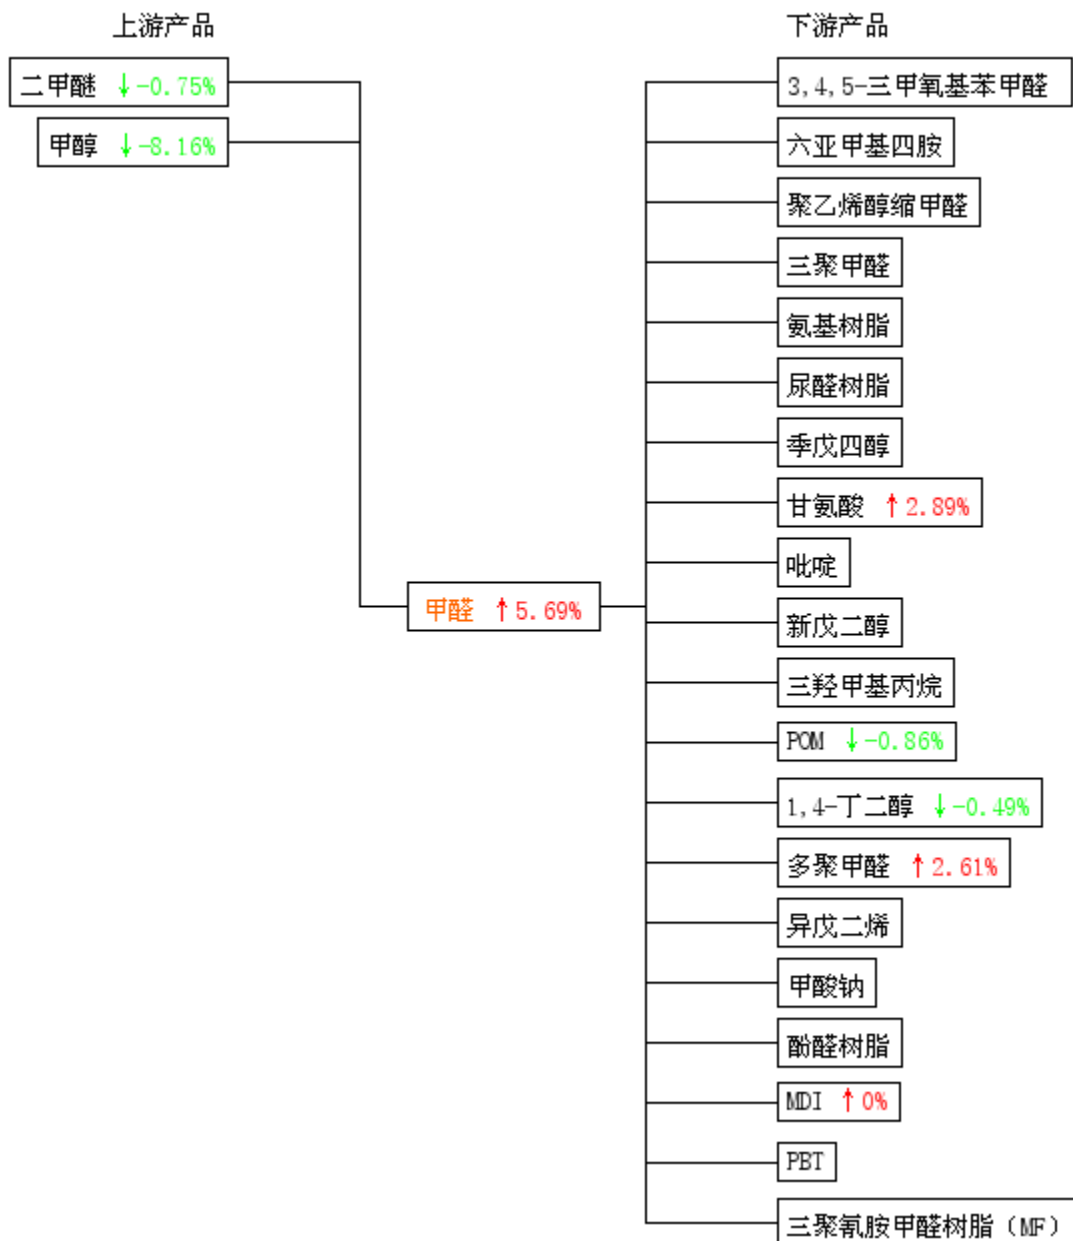 上游产品
下游产品
二甲醚 ↓-0.75%
甲醇 ↓-8.16%
甲醛 ↑5.69%
3,4,5-三甲氧基苯甲醛
六亚甲基四胺
聚乙烯醇缩甲醛
三聚甲醛
氨基树脂
尿醛树脂
季戊四醇
甘氨酸 ↑2.89%
吡啶
新戊二醇
三羟甲基丙烷
POM ↓-0.86%
1,4-丁二醇 ↓-0.49%
多聚甲醛 ↑2.61%
异戊二烯
甲酸钠
酚醛树脂
MDI ↑0%
PBT
三聚氰胺甲醛树脂（MF）